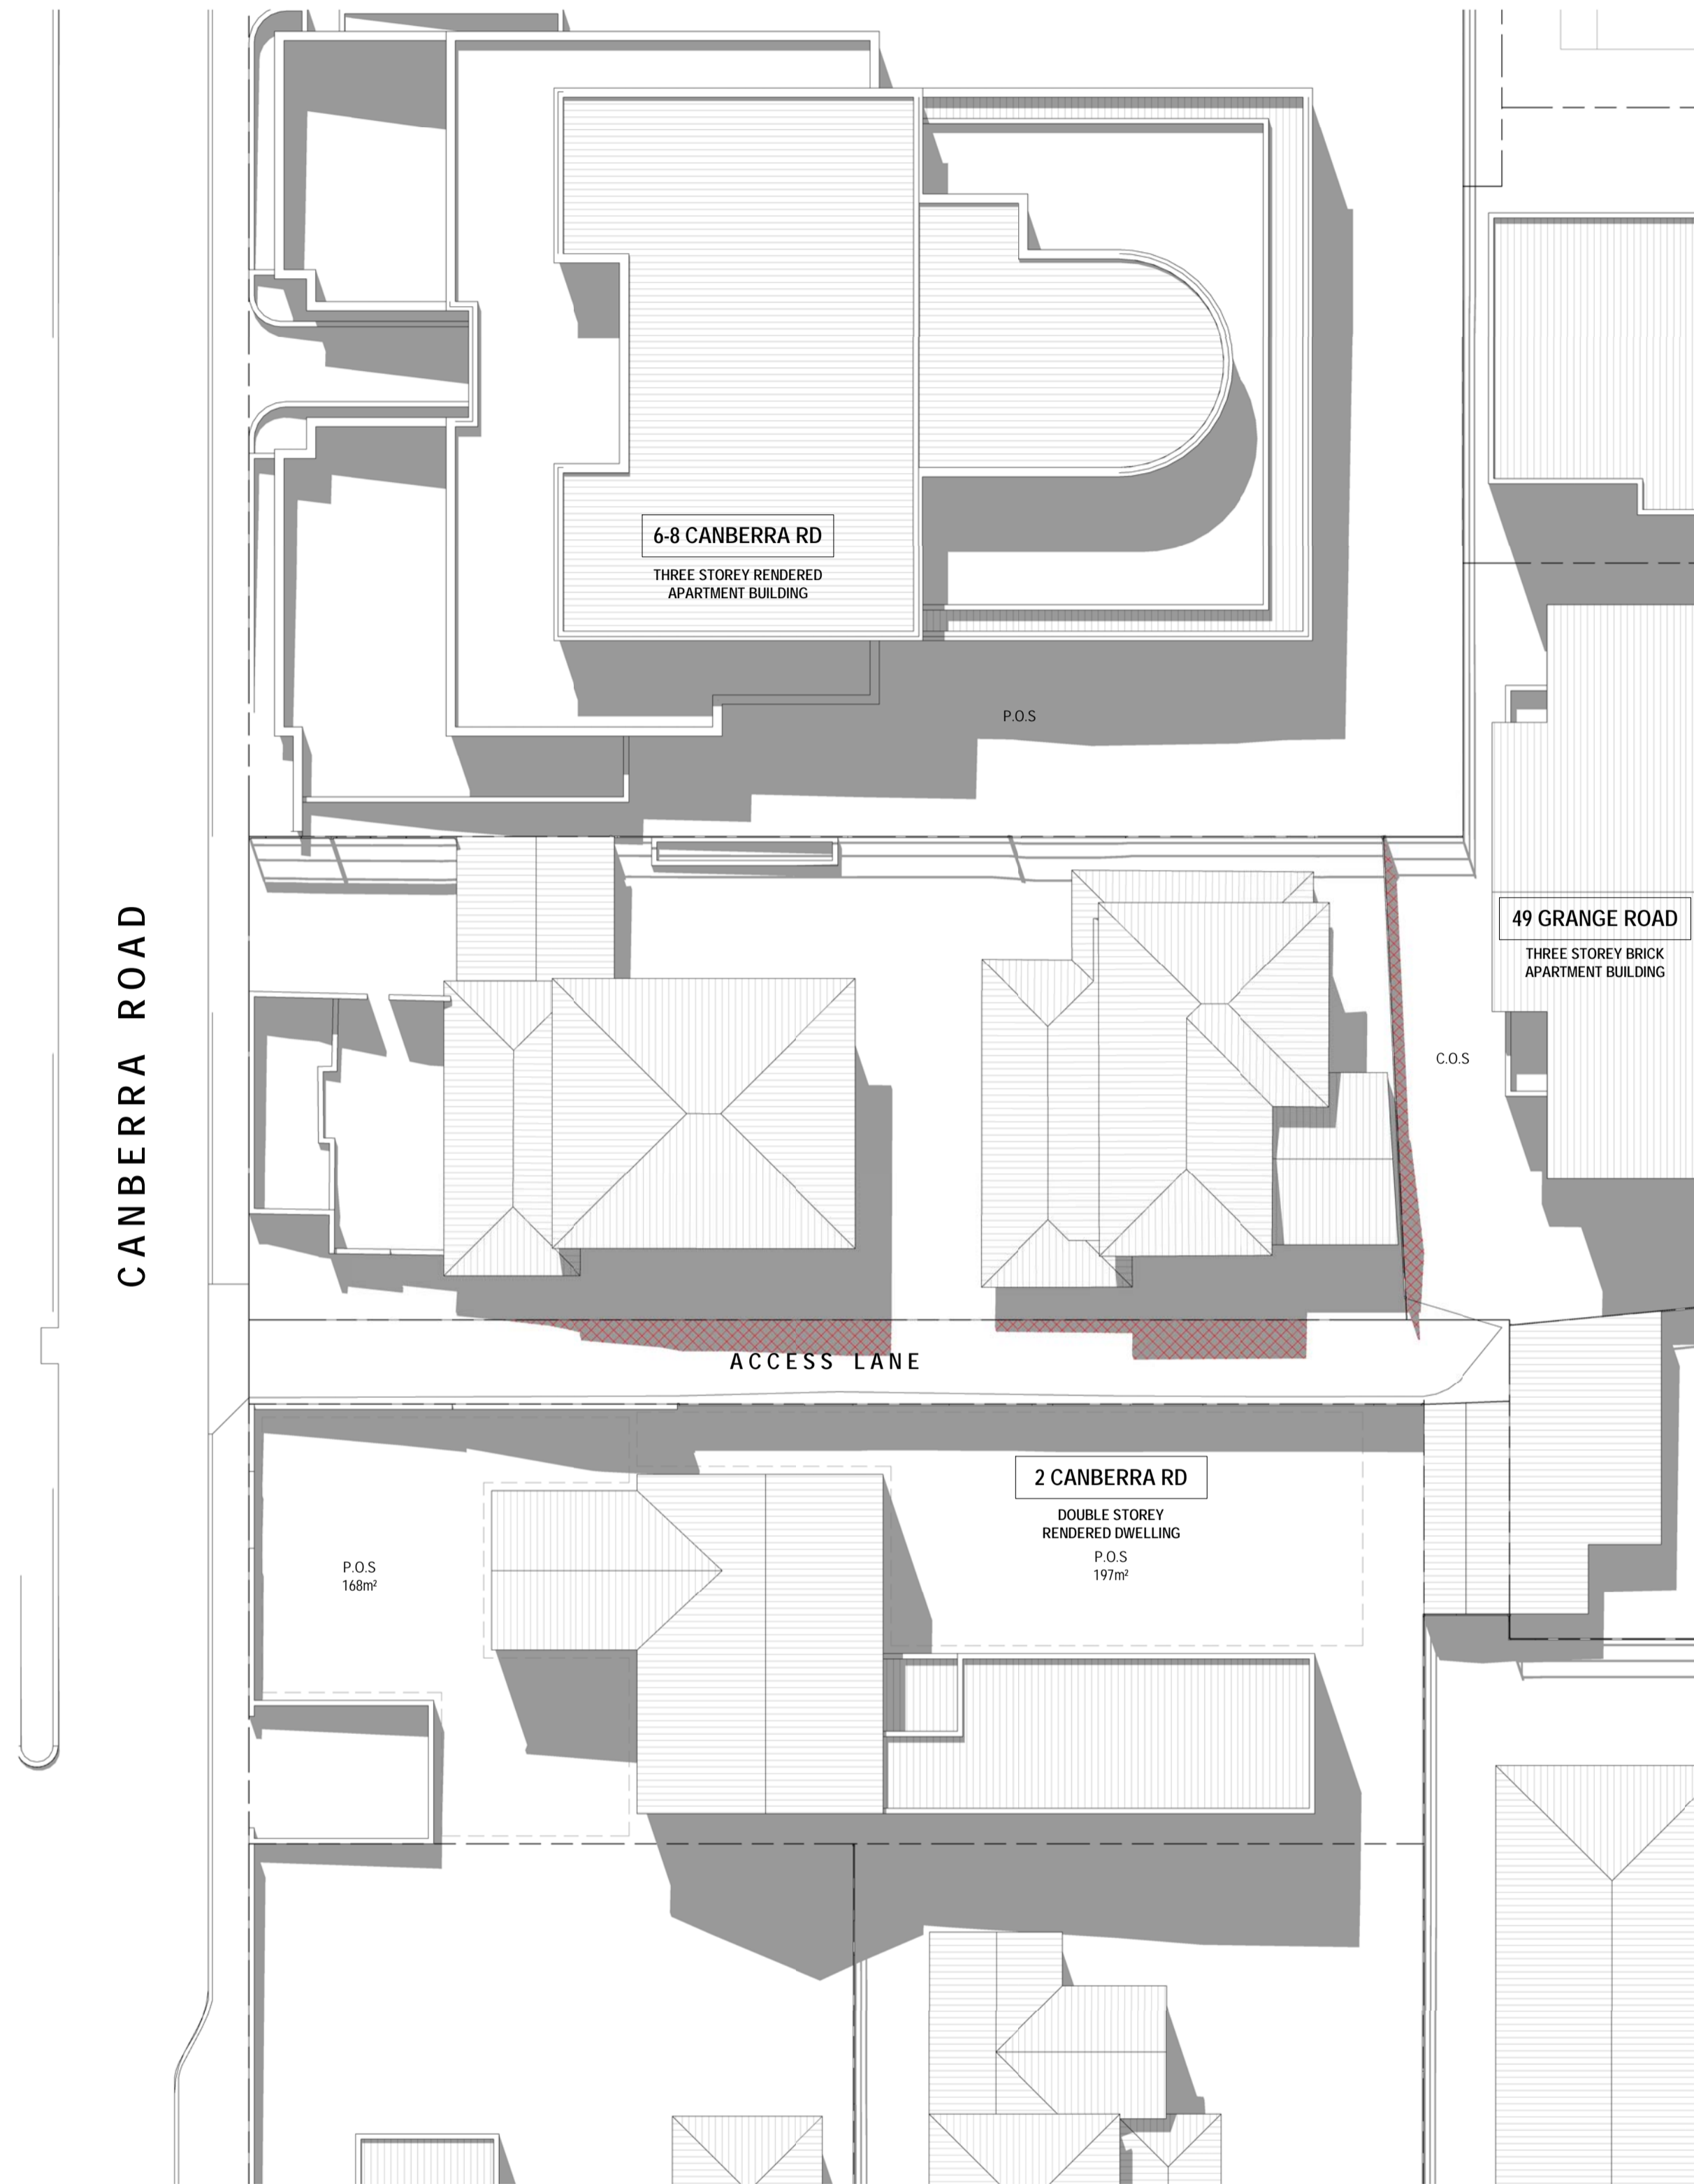 6-8 CANBERRA RD
THREE STOREY RENDERED
APARTMENT BUILDING
P.O.S
CANBERRA ROAD
49 GRANGE ROAD
THREE STOREY BRICK
APARTMENT BUILDING
C.O.S
ACCESS LANE
2 CANBERRA RD
DOUBLE STOREY
RENDERED DWELLING
P.O.S
197m²
P.O.S
168m²